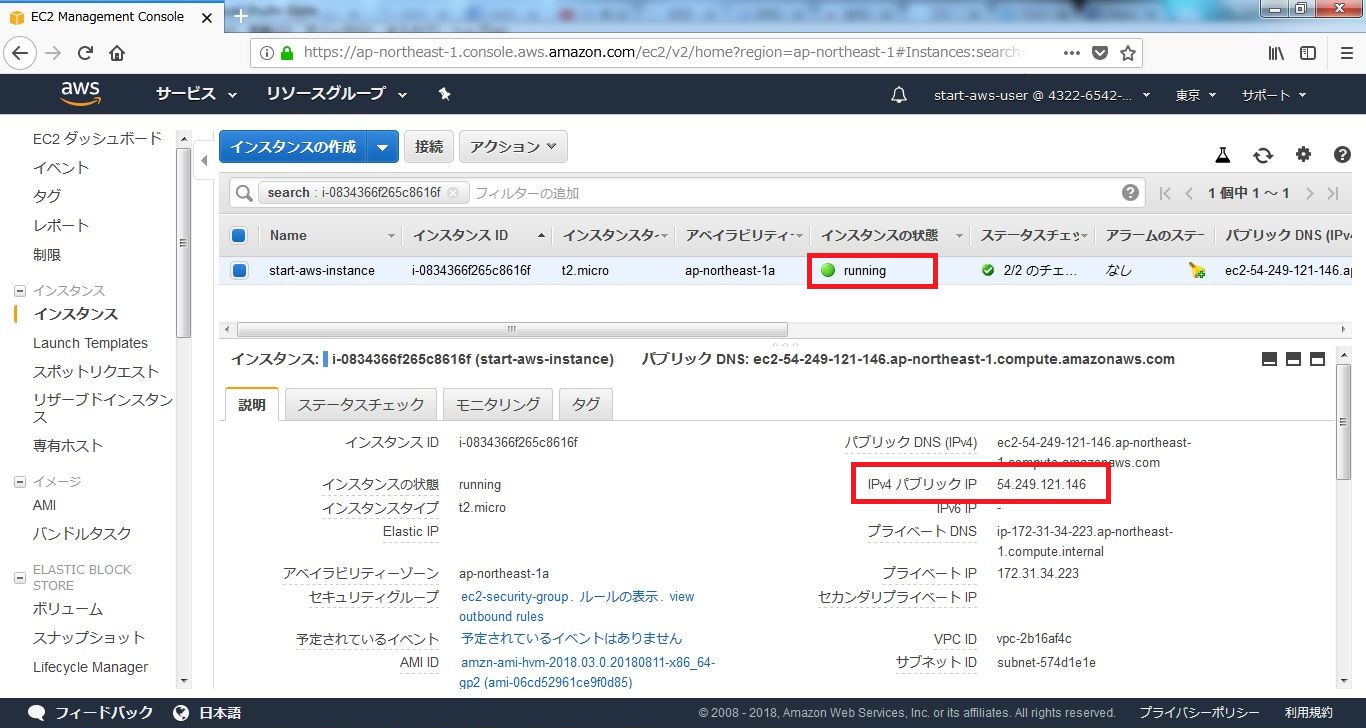 EC2 Management Console
https://ap-northeast-1.console.aws.amazon.com/ec2/v2/home?region=ap-northeast-1#Instances:search=
aws サービス リソースグループ start-aws-user @ 4322-6542-... 東京 サポート
EC2 ダッシュボード
イベント
タグ
レポート
制限
インスタンス
インスタンス
Launch Templates
スポットリクエスト
リザーブドインスタン
ス
専有ホスト
イメージ
AMI
バンドルタスク
ELASTIC BLOCK
STORE
ボリューム
スナップショット
Lifecycle Manager
インスタンスの作成 接続 アクション
search : i-0834366f265c8616f フィルターの追加 1 個中 1 ～ 1
Name インスタンス ID インスタンスタ- アベイラビリティー- インスタンスの状態 ステータスチェッ アラームのステー パブリック DNS (IPv4
start-aws-instance i-0834366f265c8616f t2.micro ap-northeast-1a running 2/2 のチェ... なし ec2-54-249-121-146.ap
インスタンス: i-0834366f265c8616f (start-aws-instance) パブリック DNS: ec2-54-249-121-146.ap-northeast-1.compute.amazonaws.com
説明 ステータスチェック モニタリング タグ
インスタンス ID i-0834366f265c8616f
インスタンスの状態 running
インスタンスタイプ t2.micro
Elastic IP
アベイラビリティーゾーン ap-northeast-1a
セキュリティグループ ec2-security-group. ルールの表示. view
outbound rules
予定されているイベント 予定されているイベントはありません
AMI ID amzn-ami-hvm-2018.03.0.20180811-x86_64-
gp2 (ami-06cd52961ce9f0d85)
パブリック DNS (IPv4) ec2-54-249-121-146.ap-northeast-
1.compute.amazonaws.com
IPv4 パブリック IP 54.249.121.146
IPv6 IP -
プライベート DNS ip-172-31-34-223.ap-northeast-
1.compute.internal
プライベート IP 172.31.34.223
セカンダリプライベート IP
VPC ID vpc-2b16af4c
サブネット ID subnet-574d1e1e
フィードバック 日本語 © 2008 - 2018, Amazon Web Services, Inc. or its affiliates. All rights reserved. プライバシーポリシー 利用規約